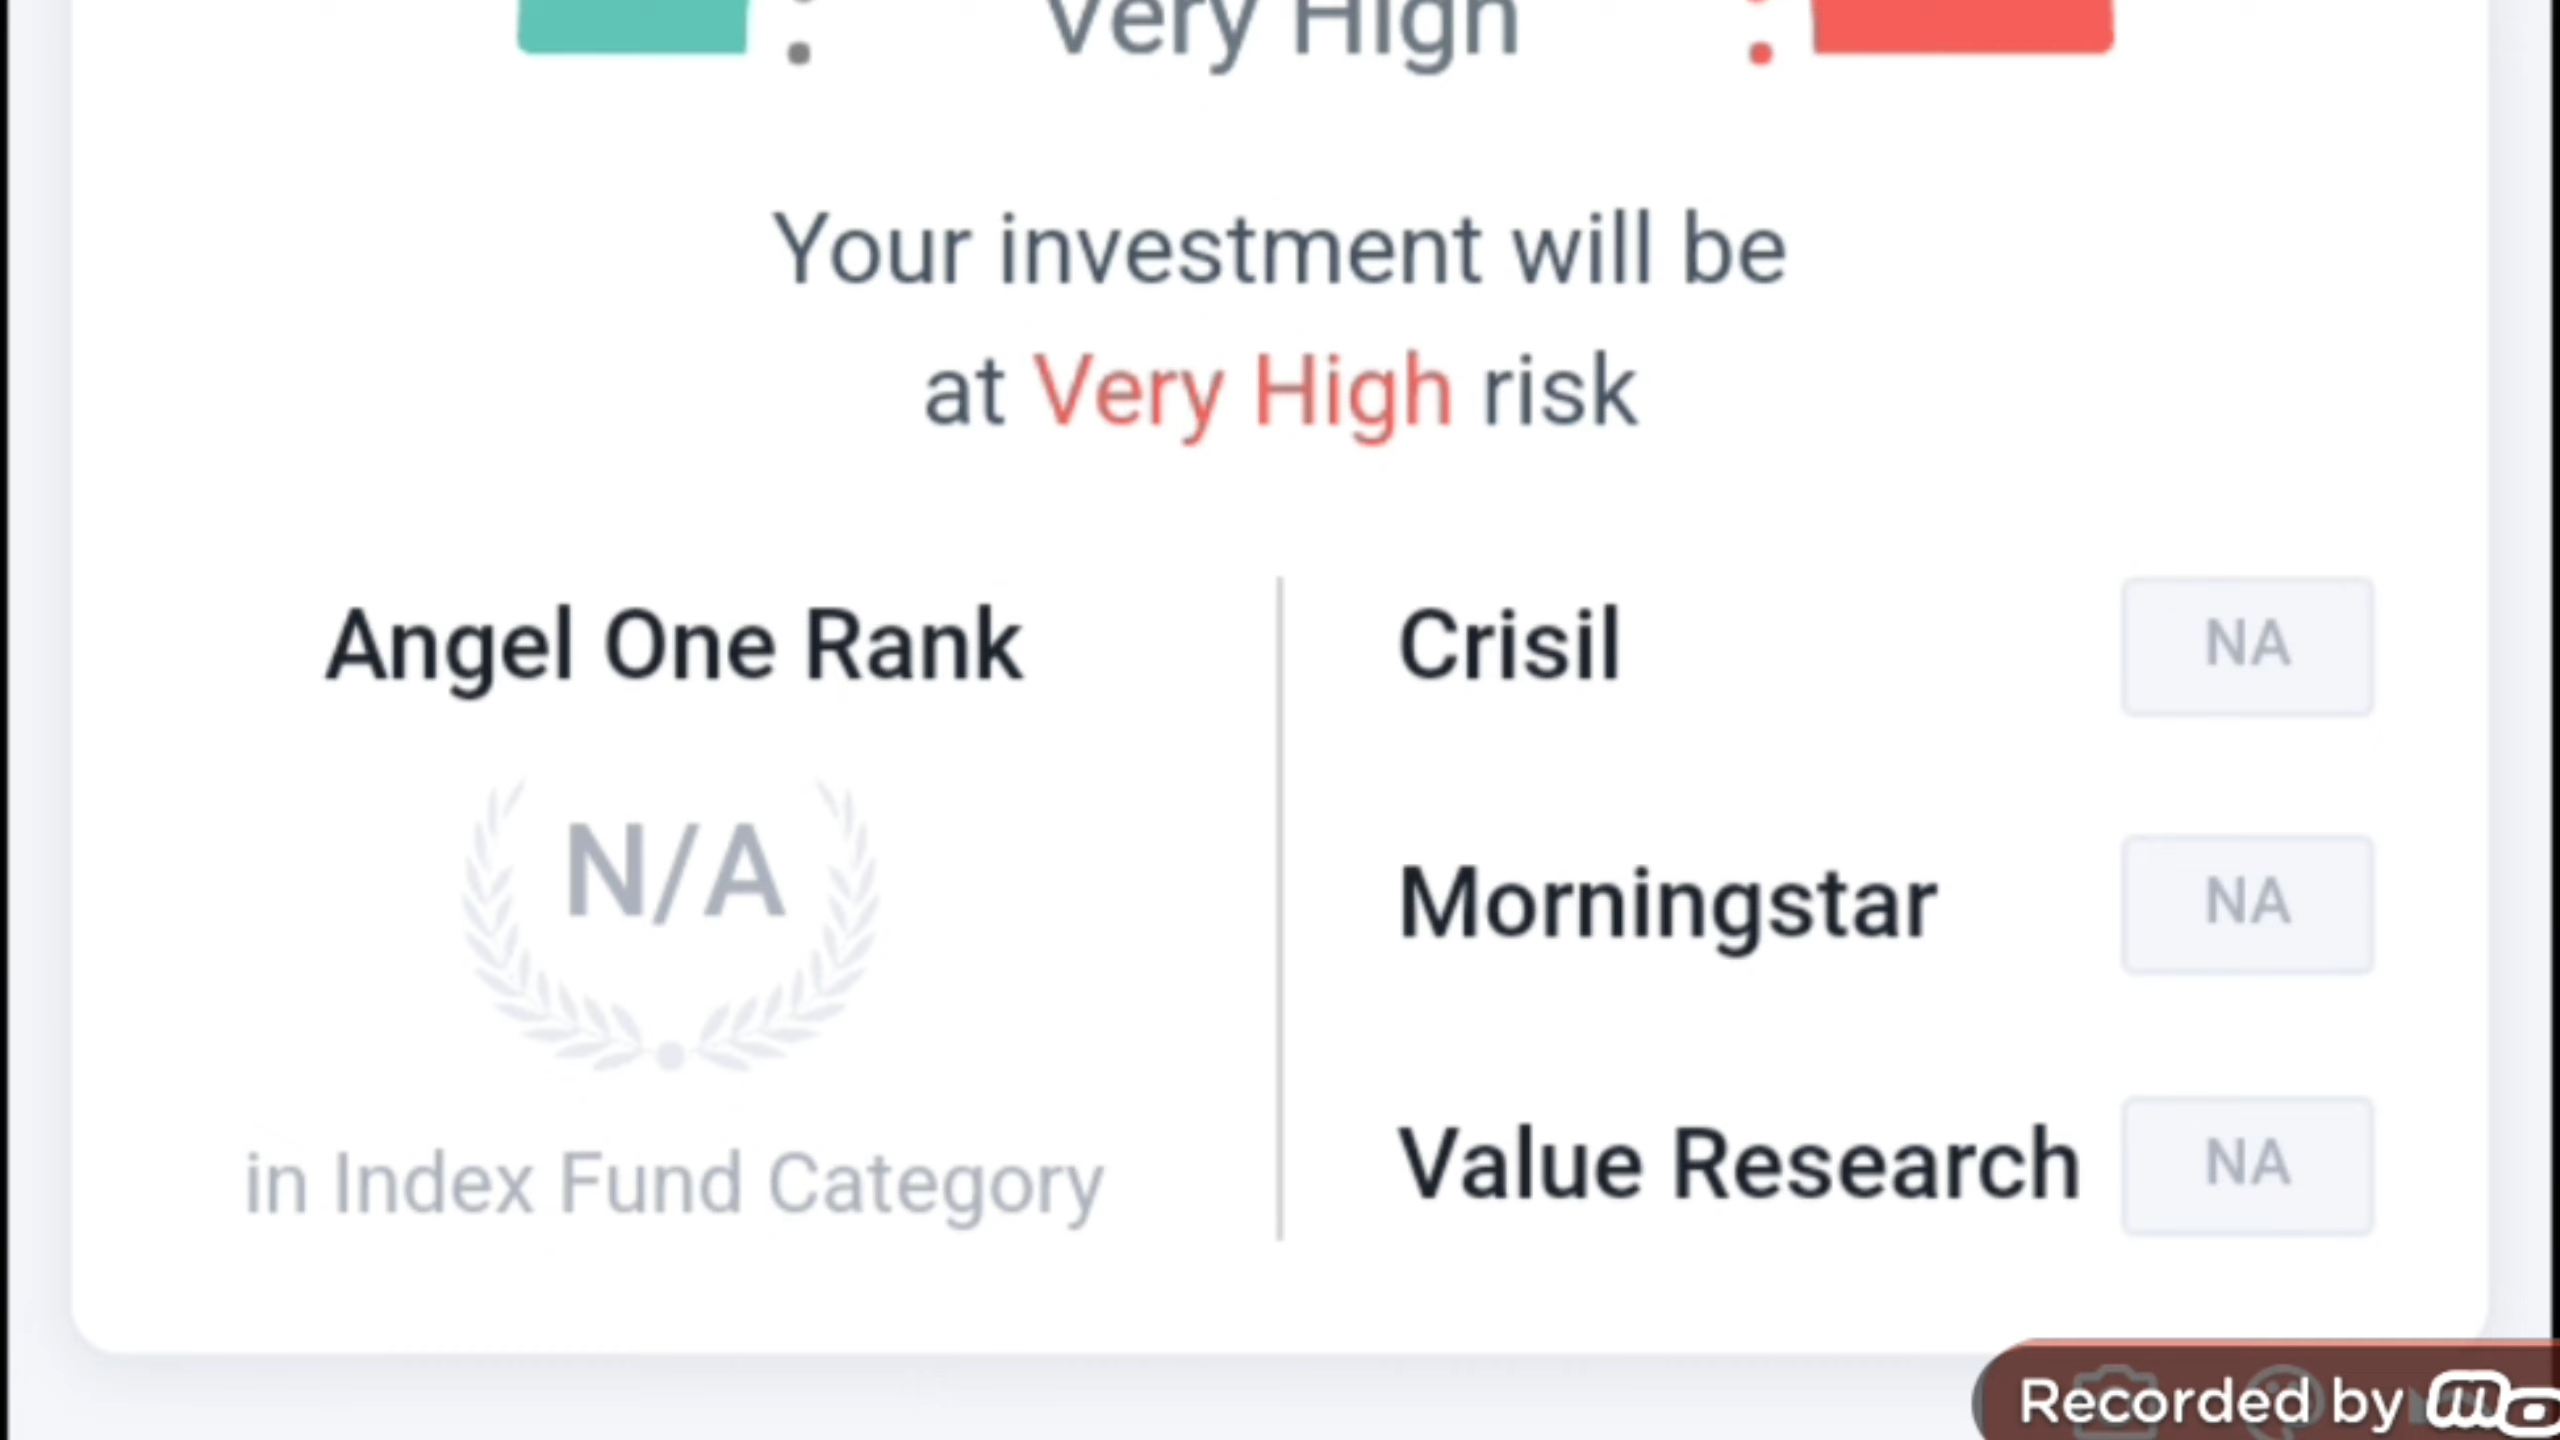 Very High
Your investment will be
at Very High risk
Angel One Rank
N/A
in Index Fund Category
Crisil NA
Morningstar NA
Value Research NA
Recorded by